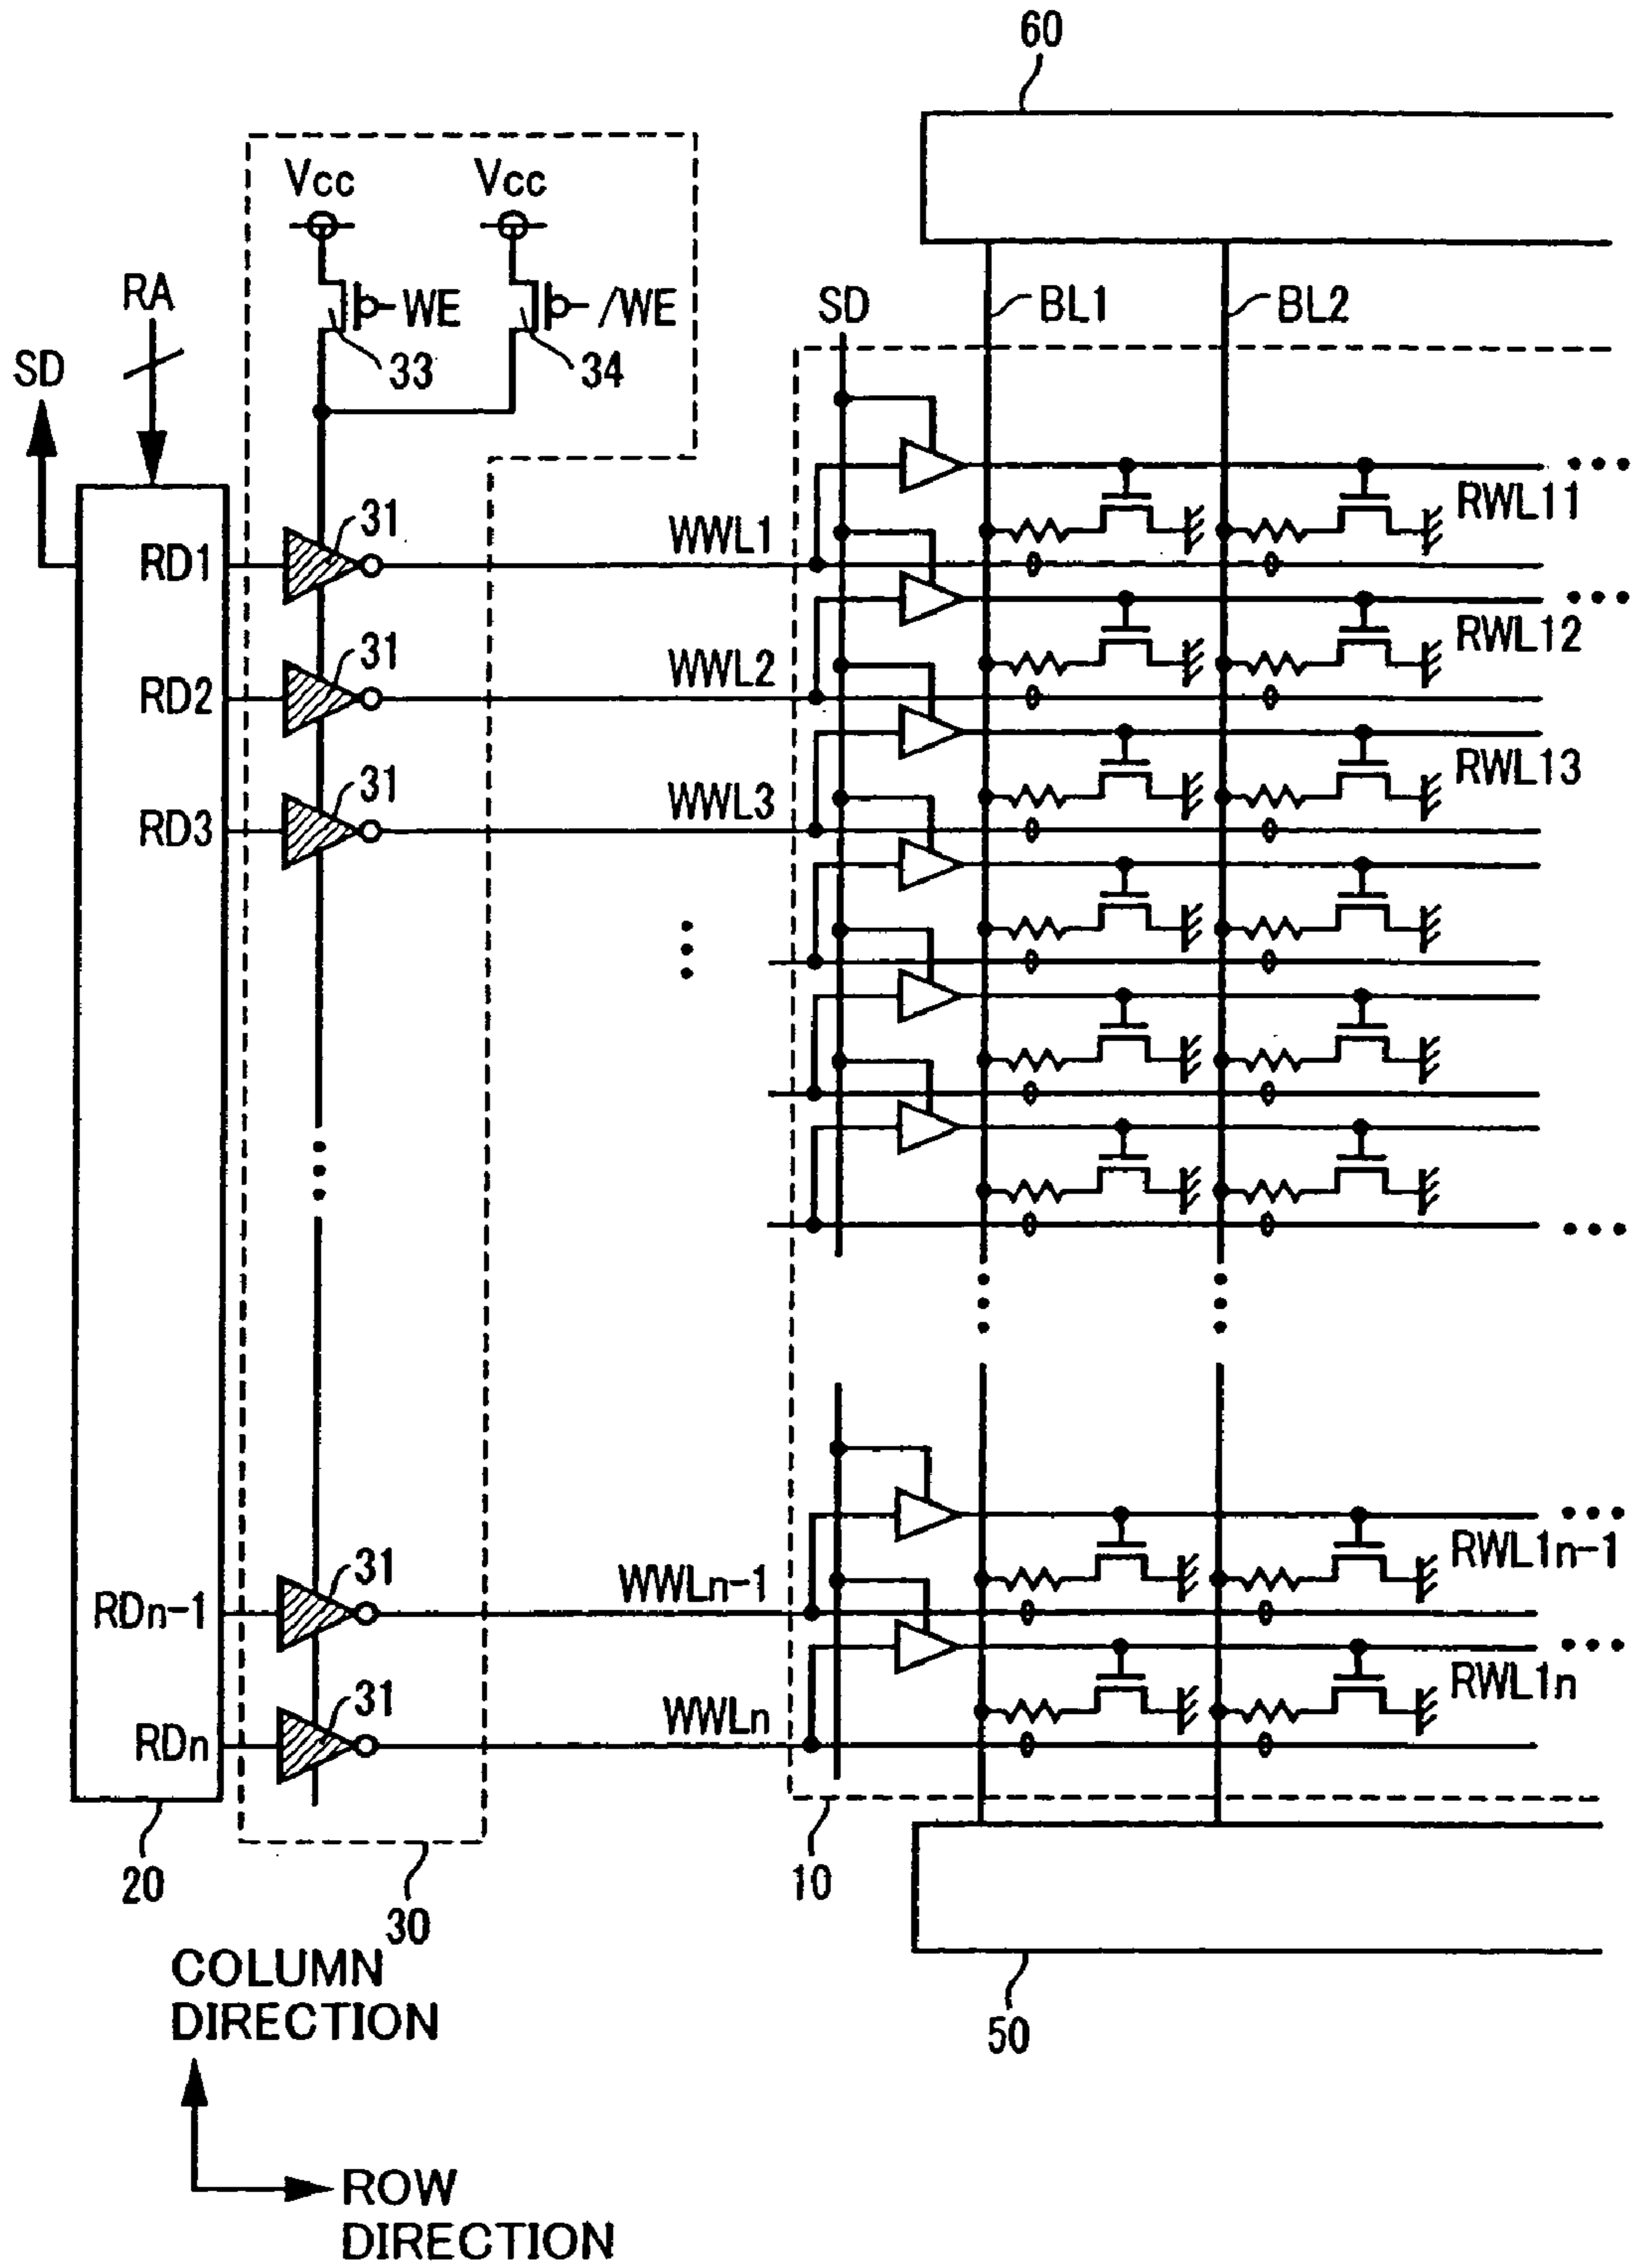 60
Vcc
Vcc
RA
WE
/WE
SD
BL1
BL2
SD
33
34
RWL11
31
WWL1
RD1
RWL12
31
WWL2
RD2
RWL13
31
WWL3
RD3
RWL1n-1
31
WWLn-1
RDn-1
RWL1n
31
WWLn
RDn
20
30
10
50
COLUMN
DIRECTION
ROW
DIRECTION